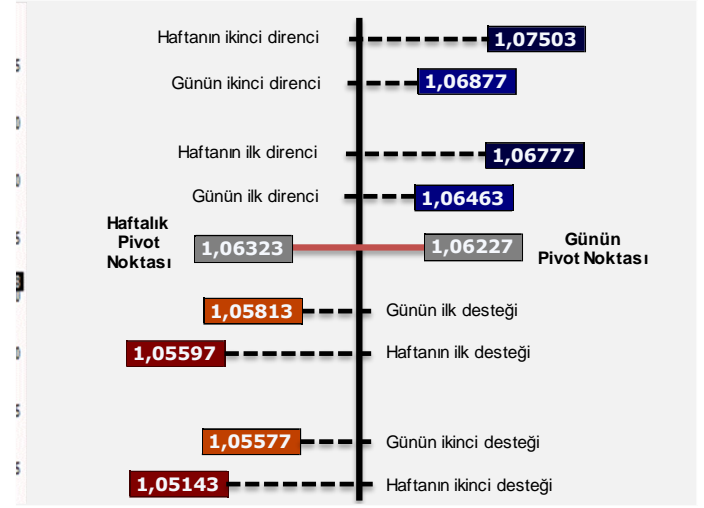 Haftanın ikinci direnci 1,07503
Günün ikinci direnci 1,06877
Haftanın ilk direnci 1,06777
Günün ilk direnci 1,06463
Haftalık
Pivot
Noktası
1,06323
1,06227
Günün
Pivot Noktası
1,05813 Günün ilk desteği
1,05597 Haftanın ilk desteği
1,05577 Günün ikinci desteği
1,05143 Haftanın ikinci desteği